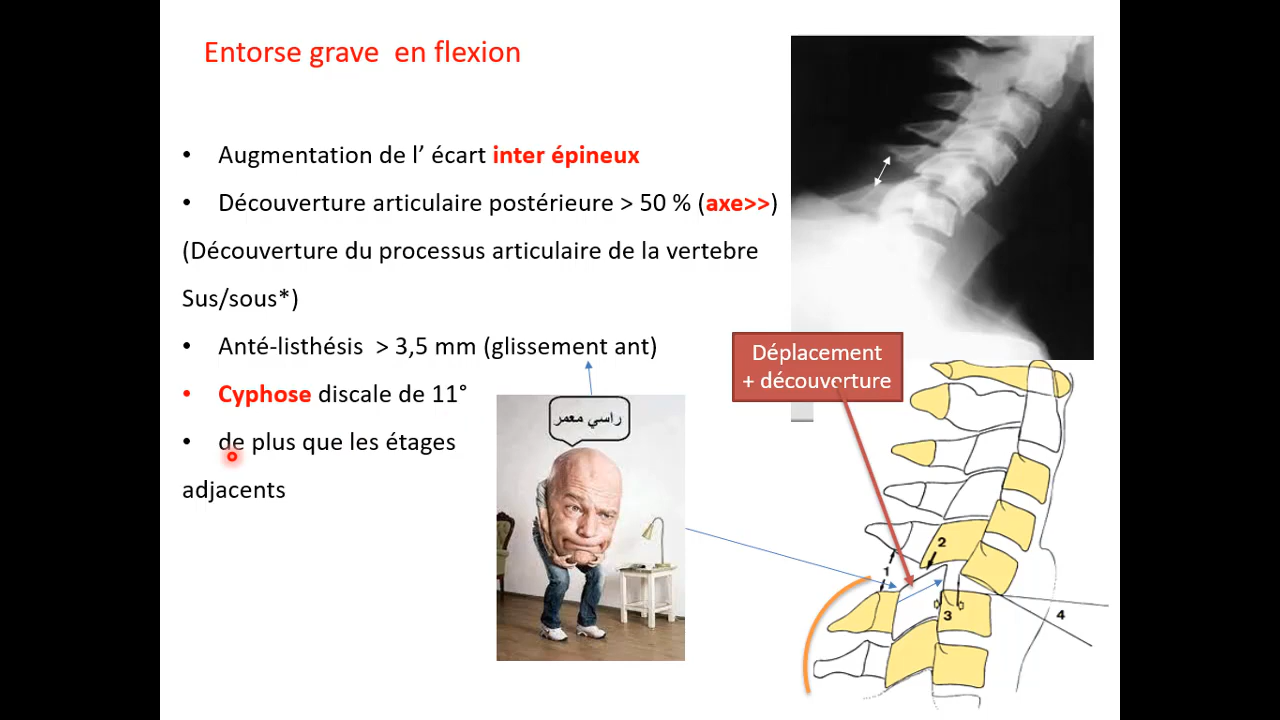 Entorse grave en flexion
• Augmentation de l’ écart inter épineux
• Découverture articulaire postérieure > 50 % (axe>>)
(Découverture du processus articulaire de la vertebre
Sus/sous*)
• Anté-listhésis > 3,5 mm (glissement ant)
• Cyphose discale de 11°
• de plus que les étages
adjacents
راسي معمر
Déplacement
+ découverture
2
1
3
4